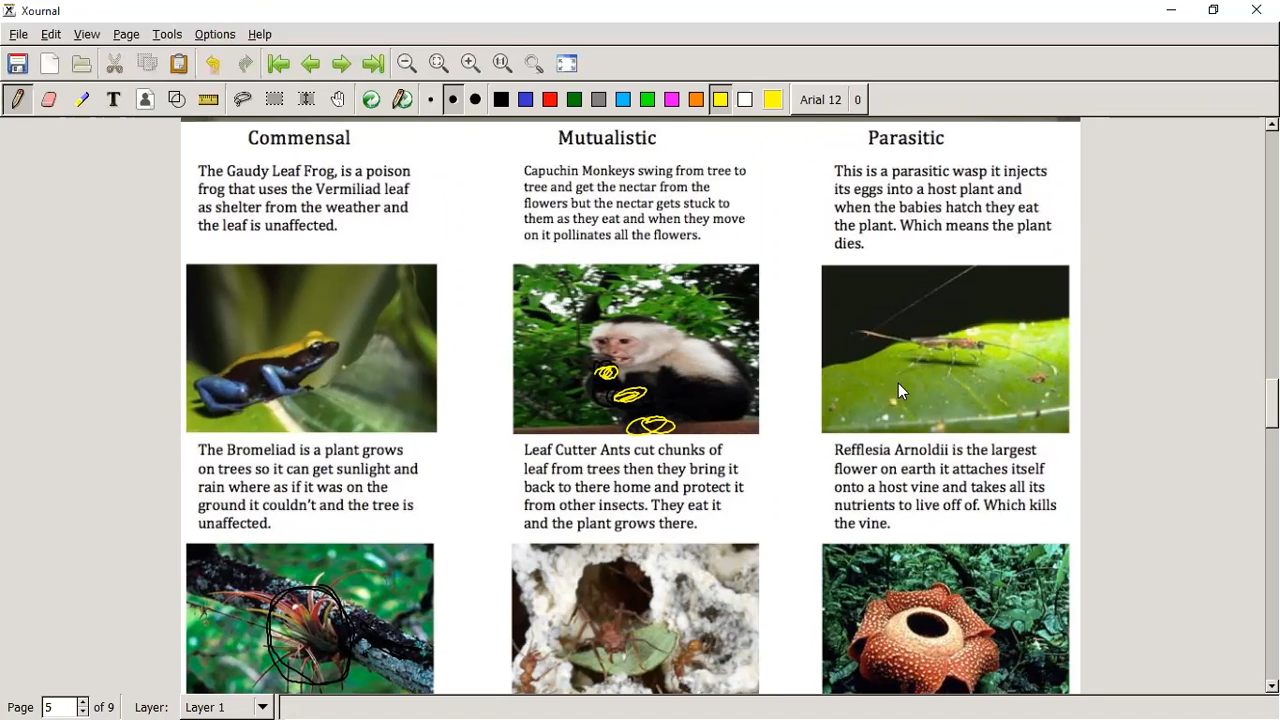 Xournal
File Edit View Page Tools Options Help
Arial 12 0
Commensal
The Gaudy Leaf Frog, is a poison
frog that uses the Vermiliad leaf
as shelter from the weather and
the leaf is unaffected.
Mutualistic
Capuchin Monkeys swing from tree to
tree and get the nectar from the
flowers but the nectar gets stuck to
them as they eat and when they move
on it pollinates all the flowers.
Parasitic
This is a parasitic wasp it injects
its eggs into a host plant and
when the babies hatch they eat
the plant. Which means the plant
dies.
The Bromeliad is a plant grows
on trees so it can get sunlight and
rain where as if it was on the
ground it couldn't and the tree is
unaffected.
Leaf Cutter Ants cut chunks of
leaf from trees then they bring it
back to there home and protect it
from other insects. They eat it
and the plant grows there.
Refflesia Arnoldii is the largest
flower on earth it attaches itself
onto a host vine and takes all its
nutrients to live off of. Which kills
the vine.
Page 5 of 9 Layer: Layer 1